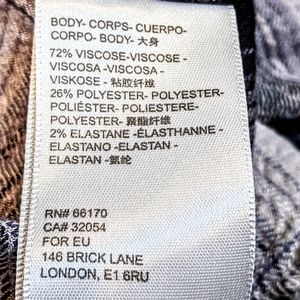 BODY- CORPS- CUERPO-
CORPO- BODY- 大身
72% VISCOSE-VISCOSE -
VISCOSA -VISCOSA -
VISKOSE - 粘胶纤维
26% POLYESTER-POLYESTER-
POLIÉSTER- POLIESTERE-
POLYESTER- 聚酯纤维
2% ELASTANE -ÉLASTHANNE -
ELASTANO -ELASTAN -
ELASTAN -氨纶
RN# 66170
CA# 32054
FOR EU
146 BRICK LANE
LONDON, E1 6RU